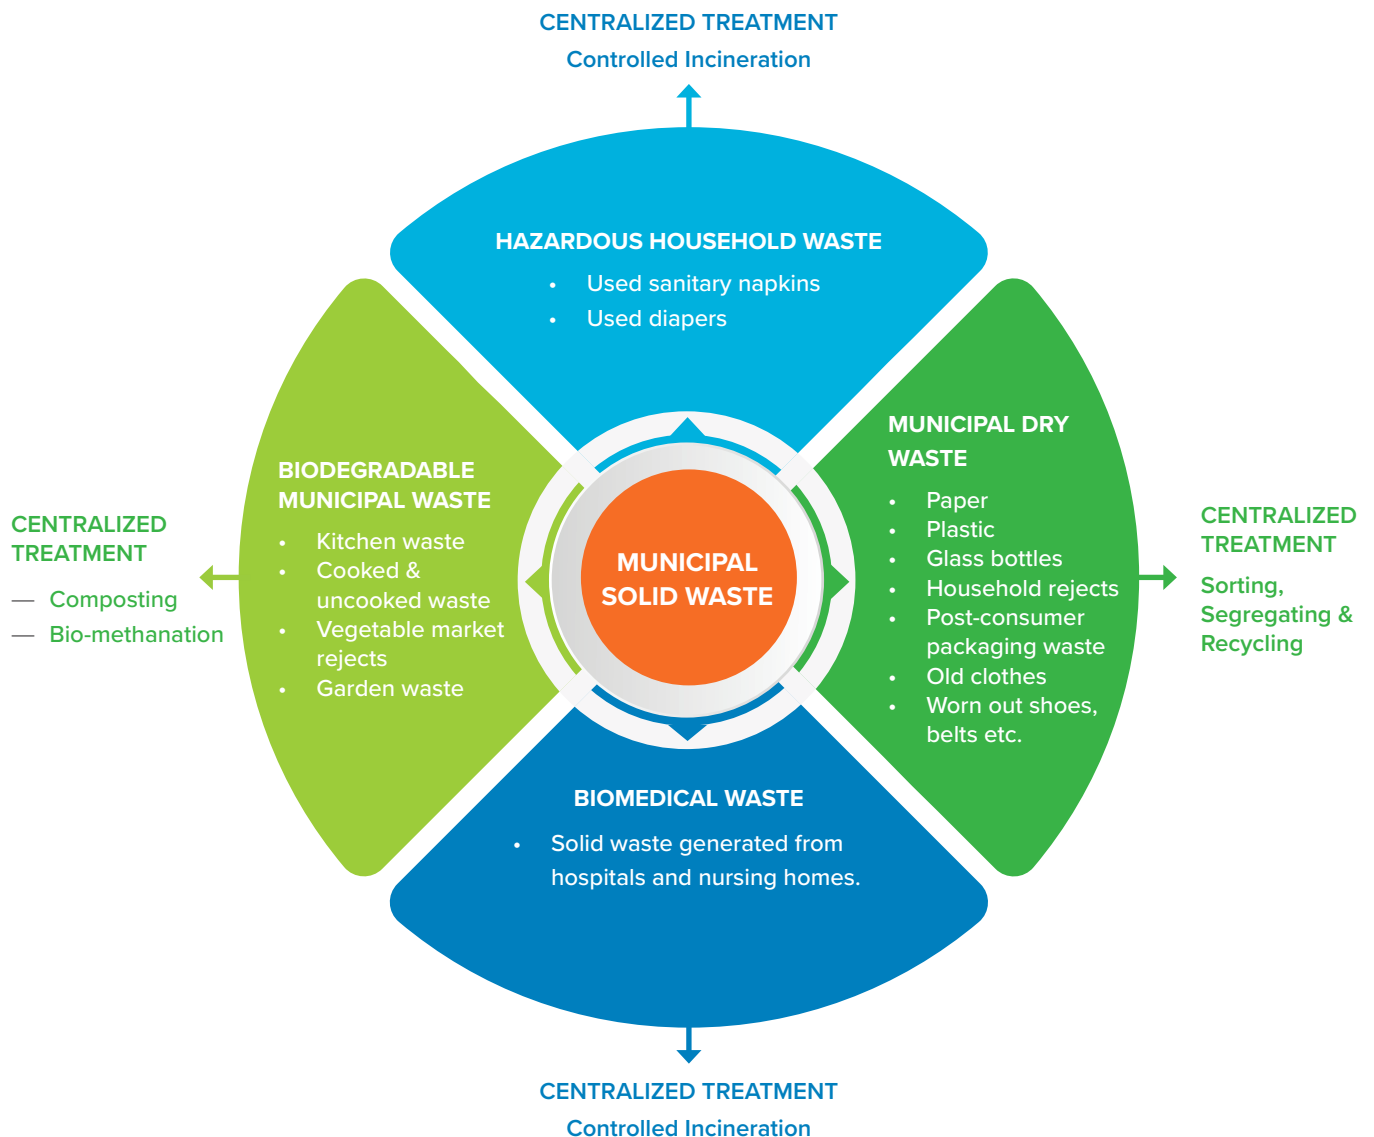 CENTRALIZED TREATMENT
Controlled Incineration
HAZARDOUS HOUSEHOLD WASTE
• Used sanitary napkins
• Used diapers
BIODEGRADABLE
MUNICIPAL WASTE
• Kitchen waste
• Cooked &
uncooked waste
• Vegetable market
rejects
• Garden waste
CENTRALIZED
TREATMENT
— Composting
— Bio-methanation
MUNICIPAL
SOLID WASTE
MUNICIPAL DRY
WASTE
• Paper
• Plastic
• Glass bottles
• Household rejects
• Post-consumer
packaging waste
• Old clothes
• Worn out shoes,
belts etc.
CENTRALIZED
TREATMENT
Sorting,
Segregating &
Recycling
BIOMEDICAL WASTE
• Solid waste generated from
hospitals and nursing homes.
CENTRALIZED TREATMENT
Controlled Incineration